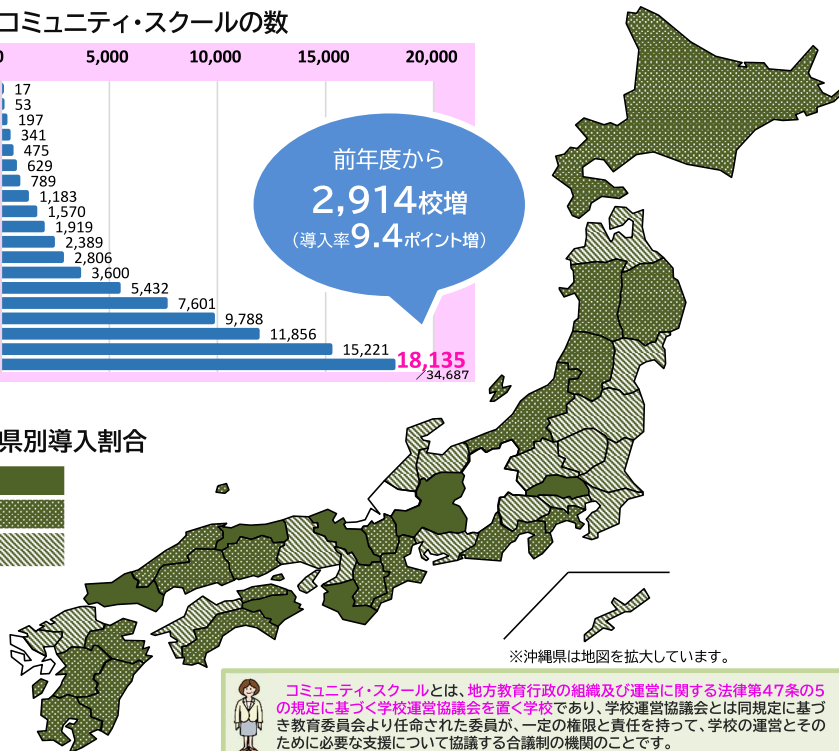 コミュニティ・スクールの数
0 5,000 10,000 15,000 20,000
17
53
197
341
475
629
789
1,183
1,570
1,919
2,389
2,806
3,600
5,432
7,601
9,788
11,856
15,221
18,135
/34,687
前年度から
2,914校増
(導入率9.4ポイント増)
県別導入割合
※沖縄県は地図を拡大しています。
コミュニティ・スクールとは、地方教育行政の組織及び運営に関する法律第47条の5
の規定に基づく学校運営協議会を置く学校であり、学校運営協議会とは同規定に基づ
き教育委員会より任命された委員が、一定の権限と責任を持って、学校の運営とその
ために必要な支援について協議する合議制の機関のことです。